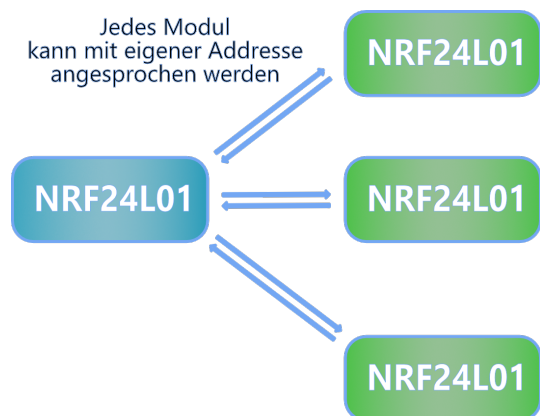 Jedes Modul
kann mit eigener Addresse
angesprochen werden
NRF24L01
NRF24L01
NRF24L01
NRF24L01